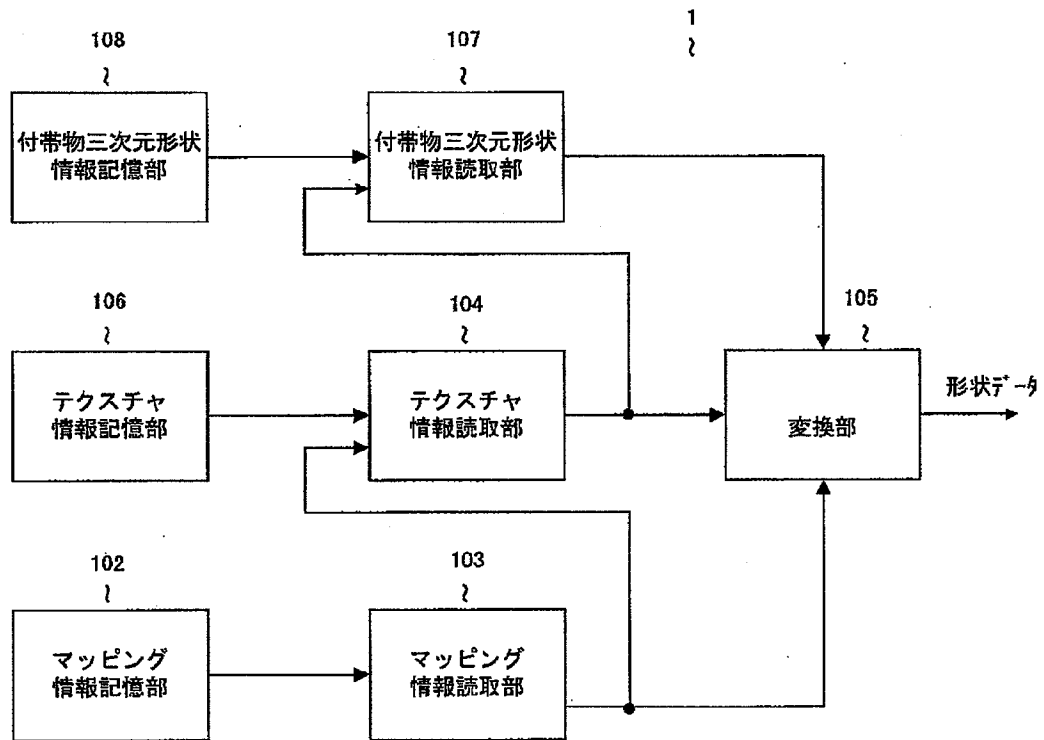 1
108
107
付帯物三次元形状
情報記憶部
付帯物三次元形状
情報読取部
106
104
105
テクスチャ
情報記憶部
テクスチャ
情報読取部
変換部
形状データ
102
103
マッピング
情報記憶部
マッピング
情報読取部